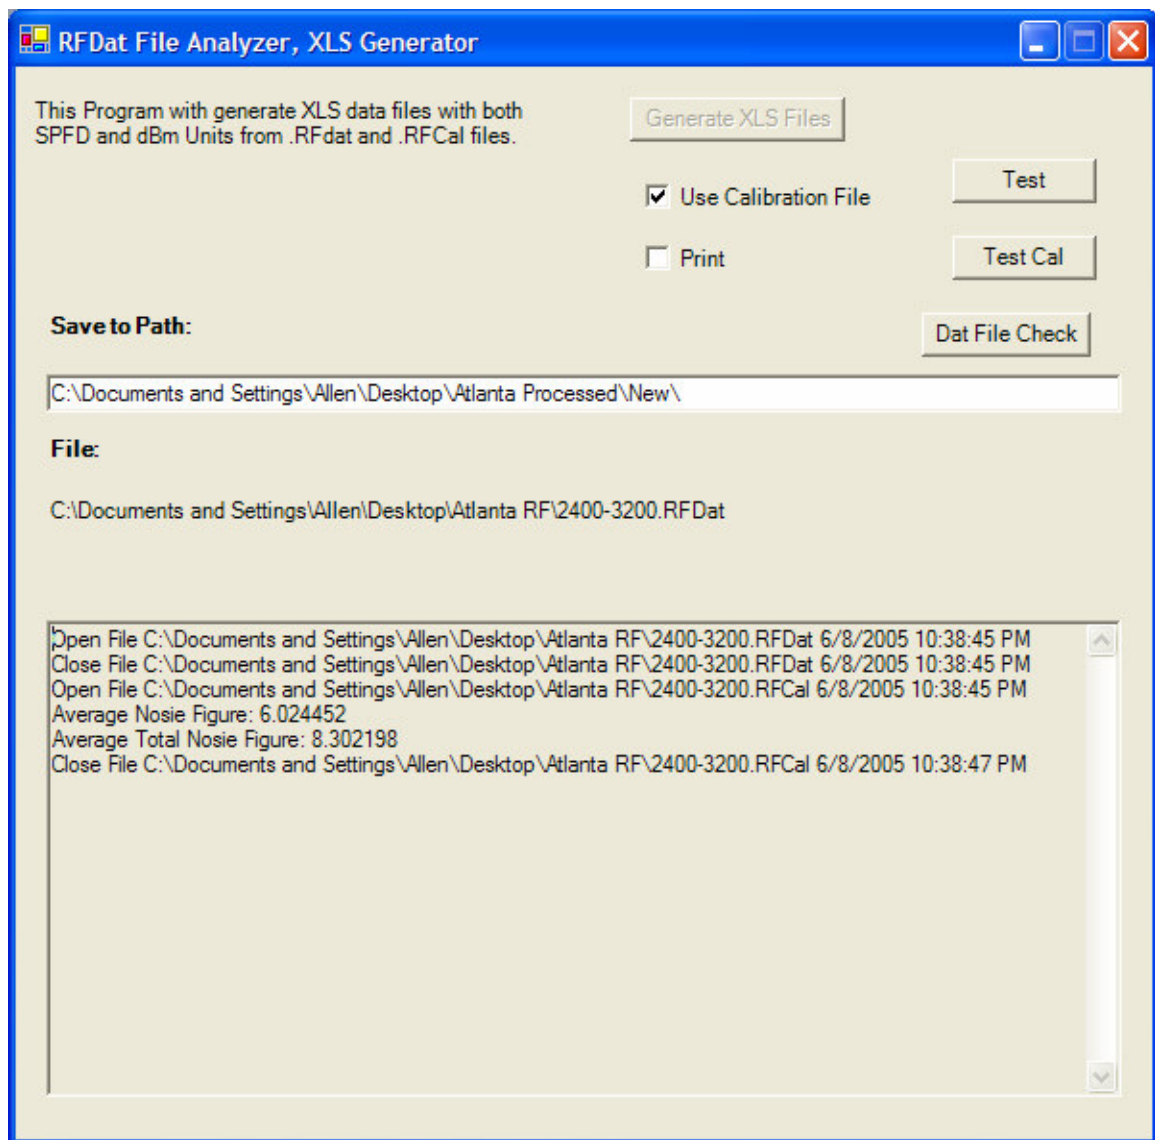 RFDat File Analyzer, XLS Generator
This Program with generate XLS data files with both
SPFD and dBm Units from .RFdat and .RFCal files.
Generate XLS Files
Use Calibration File
Test
Print
Test Cal
Save to Path:
Dat File Check
C:\Documents and Settings\Allen\Desktop\Atlanta Processed\New\
File:
C:\Documents and Settings\Allen\Desktop\Atlanta RF\2400-3200.RFDat
Open File C:\Documents and Settings\Allen\Desktop\Atlanta RF\2400-3200.RFDat 6/8/2005 10:38:45 PM
Close File C:\Documents and Settings\Allen\Desktop\Atlanta RF\2400-3200.RFDat 6/8/2005 10:38:45 PM
Open File C:\Documents and Settings\Allen\Desktop\Atlanta RF\2400-3200.RFCal 6/8/2005 10:38:45 PM
Average Nosie Figure: 6.024452
Average Total Nosie Figure: 8.302198
Close File C:\Documents and Settings\Allen\Desktop\Atlanta RF\2400-3200.RFCal 6/8/2005 10:38:47 PM